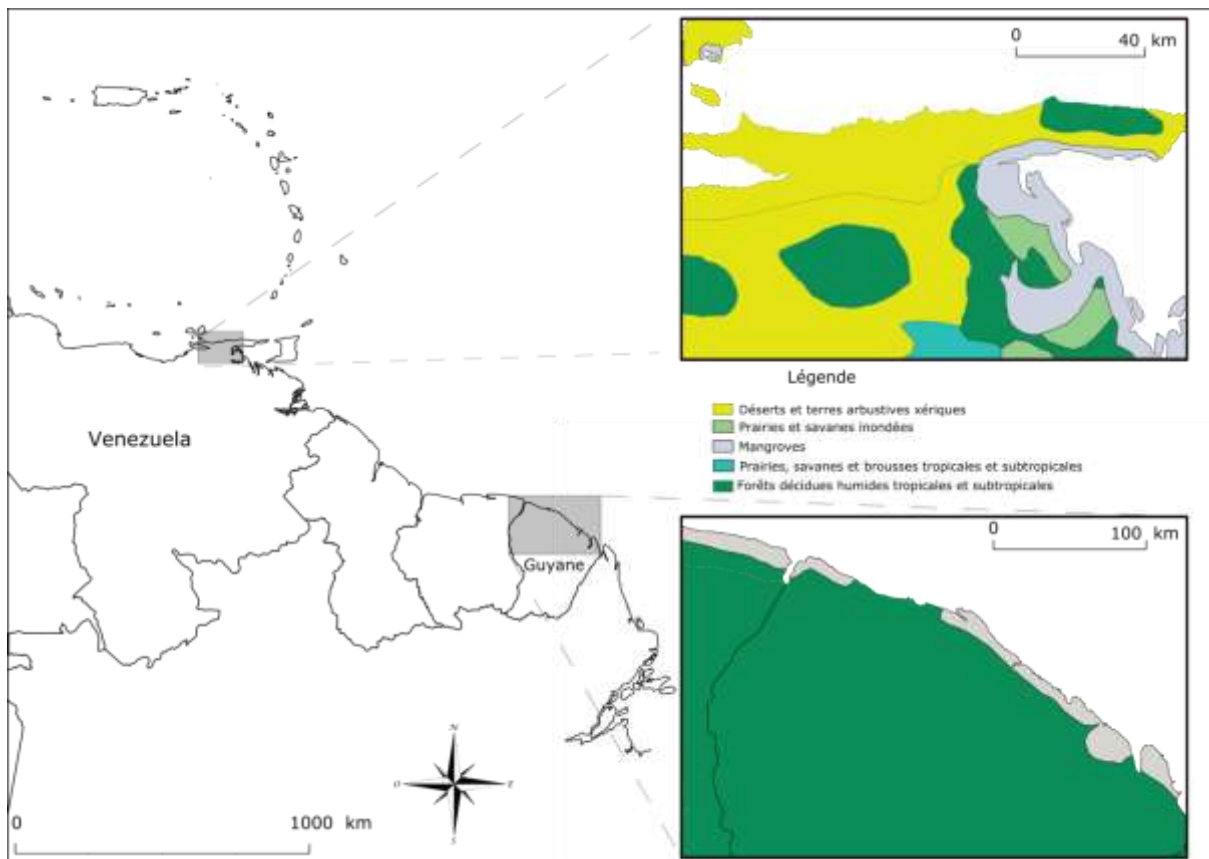 0 40 km
Légende
Déserts et terres arbustives xériques
Prairies et savanes inondées
Mangroves
Prairies, savanes et brousses tropicales et subtropicales
Forêts décidues humides tropicales et subtropicales
Venezuela
Guyane
0 100 km
N
O E
S
0 1000 km